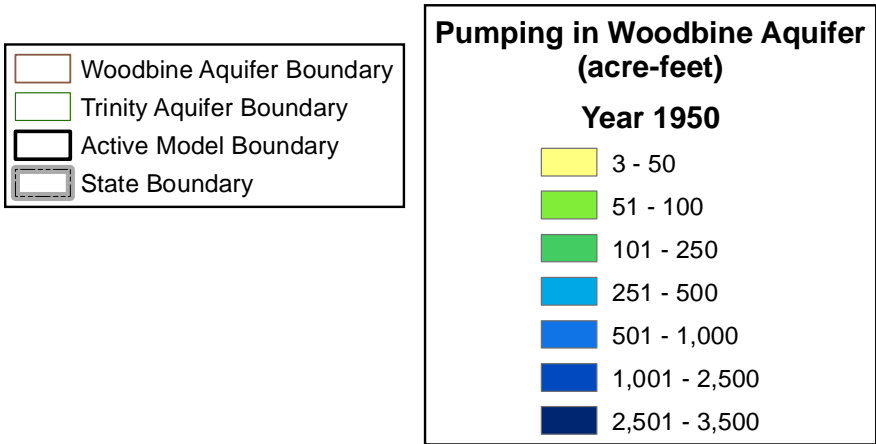 Woodbine Aquifer Boundary
Trinity Aquifer Boundary
Active Model Boundary
State Boundary
Pumping in Woodbine Aquifer
(acre-feet)
Year 1950
3 - 50
51 - 100
101 - 250
251 - 500
501 - 1,000
1,001 - 2,500
2,501 - 3,500